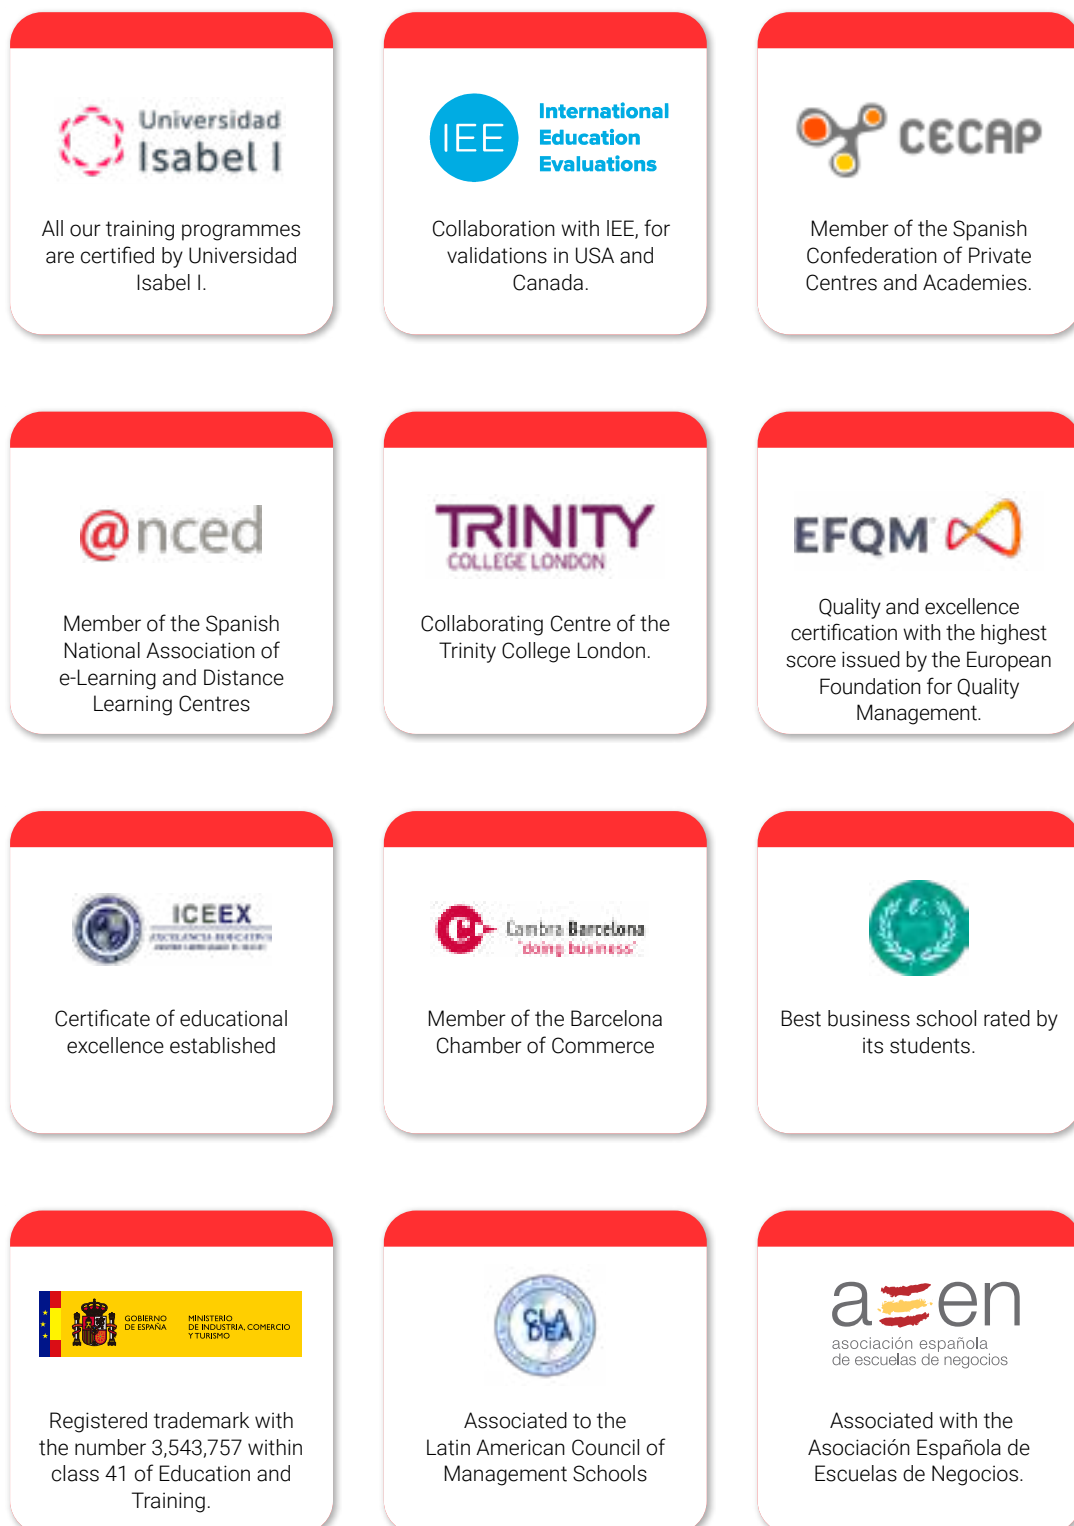 Universidad
Isabel I
All our training programmes
are certified by Universidad
Isabel I.
IEE
International
Education
Evaluations
Collaboration with IEE, for
validations in USA and
Canada.
CECAP
Member of the Spanish
Confederation of Private
Centres and Academies.
@nced
Member of the Spanish
National Association of
e-Learning and Distance
Learning Centres
TRINITY
COLLEGE LONDON
Collaborating Centre of the
Trinity College London.
EFQM
Quality and excellence
certification with the highest
score issued by the European
Foundation for Quality
Management.
ICEEX
EXCELENCIA EDUCATIVA
Certificate of educational
excellence established
Cambra Barcelona
"doing business"
Member of the Barcelona
Chamber of Commerce
Best business school rated by
its students.
GOBIERNO
DE ESPAÑA
MINISTERIO
DE INDUSTRIA, COMERCIO
Y TURISMO
Registered trademark with
the number 3,543,757 within
class 41 of Education and
Training.
CLA
DEA
Associated to the
Latin American Council of
Management Schools
aeen
asociación española
de escuelas de negocios
Associated with the
Asociación Española de
Escuelas de Negocios.